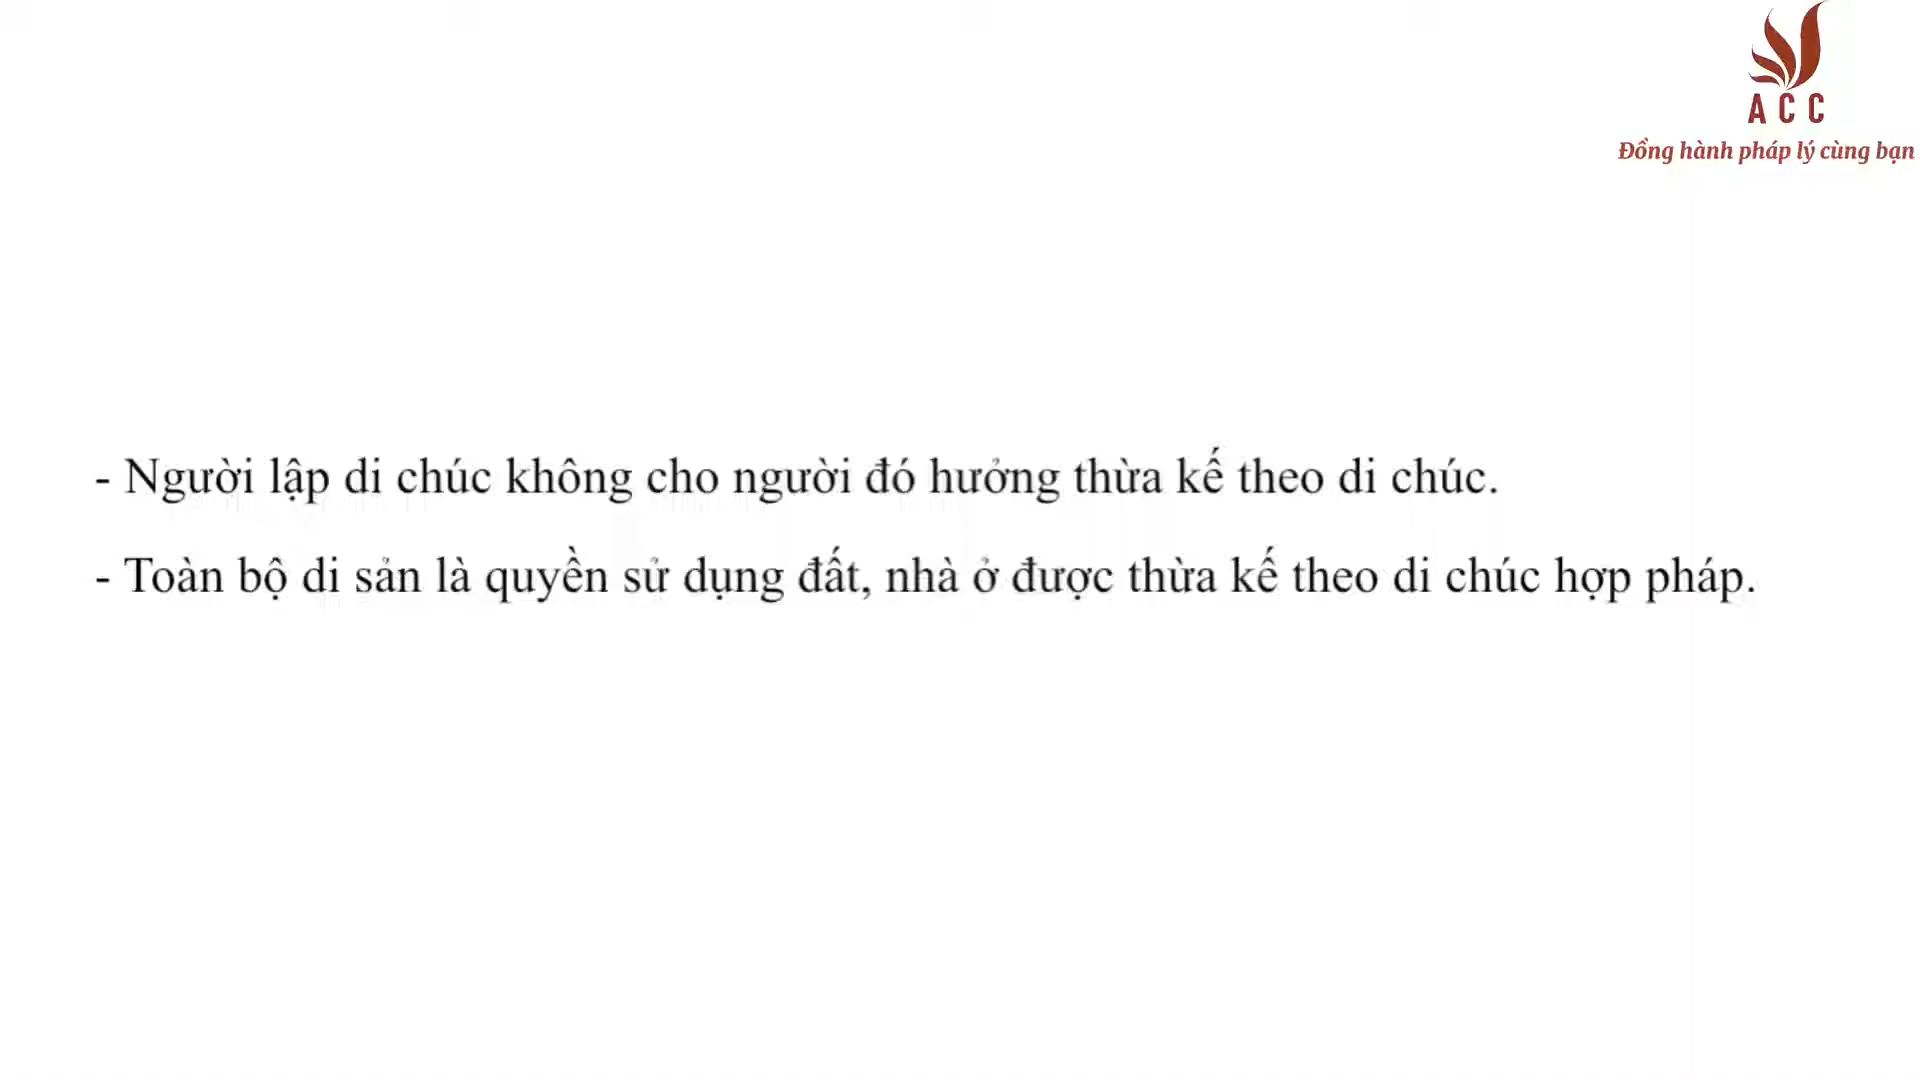 ACC
Đồng hành pháp lý cùng bạn
- Người lập di chúc không cho người đó hưởng thừa kế theo di chúc.
- Toàn bộ di sản là quyền sử dụng đất, nhà ở được thừa kế theo di chúc hợp pháp.